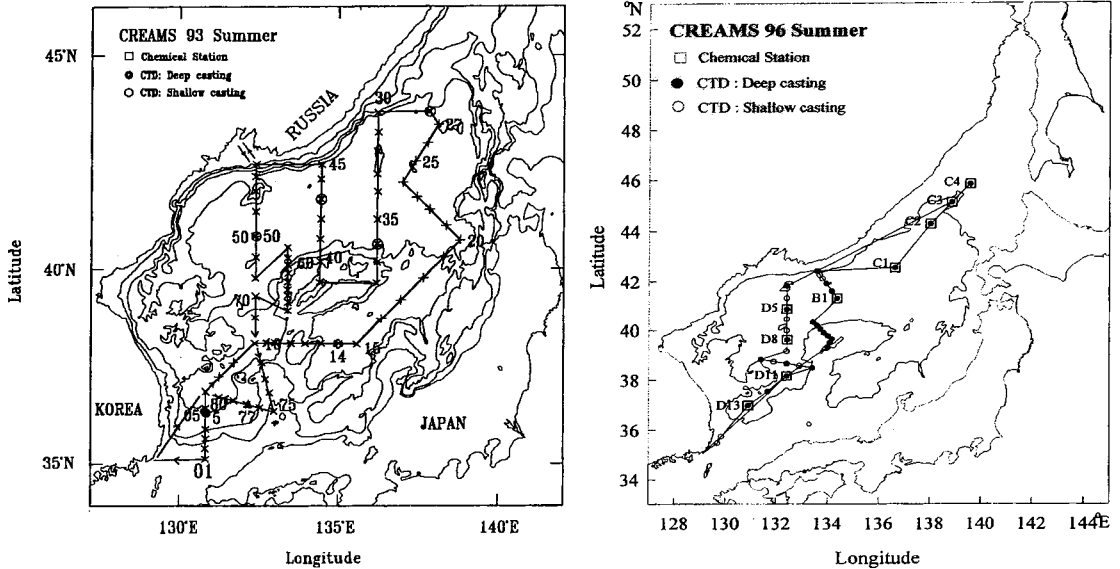 CREAMS 93 Summer
Chemical Station
CTD: Deep casting
CTD: Shallow casting
RUSSIA
KOREA
JAPAN
45°N
40°N
35°N
Latitude
130°E
135°E
140°E
Longitude
30
25
45
35
50
50
20
40
70
14
15
75
77
5
01
°N
CREAMS 96 Summer
Chemical Station
CTD : Deep casting
CTD : Shallow casting
52
50
48
46
44
42
40
38
36
34
Latitude
C4
C3
C2
C1
B1
D5
D8
D11
D13
128
130
132
134
136
138
140
142
144
°E
Longitude